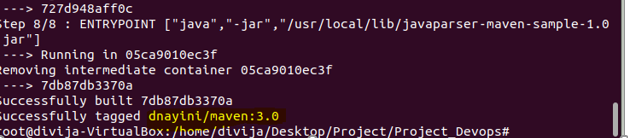 ---> 727d948aff0c
Step 8/8 : ENTRYPOINT ["java","-jar","/usr/local/lib/javaparser-maven-sample-1.0
jar"]
---> Running in 05ca9010ec3f
Removing intermediate container 05ca9010ec3f
---> 7db87db3370a
Successfully built 7db87db3370a
Successfully tagged dnayini/maven:3.0
root@divija-VirtualBox:/home/divija/Desktop/Project/Project_Devops#